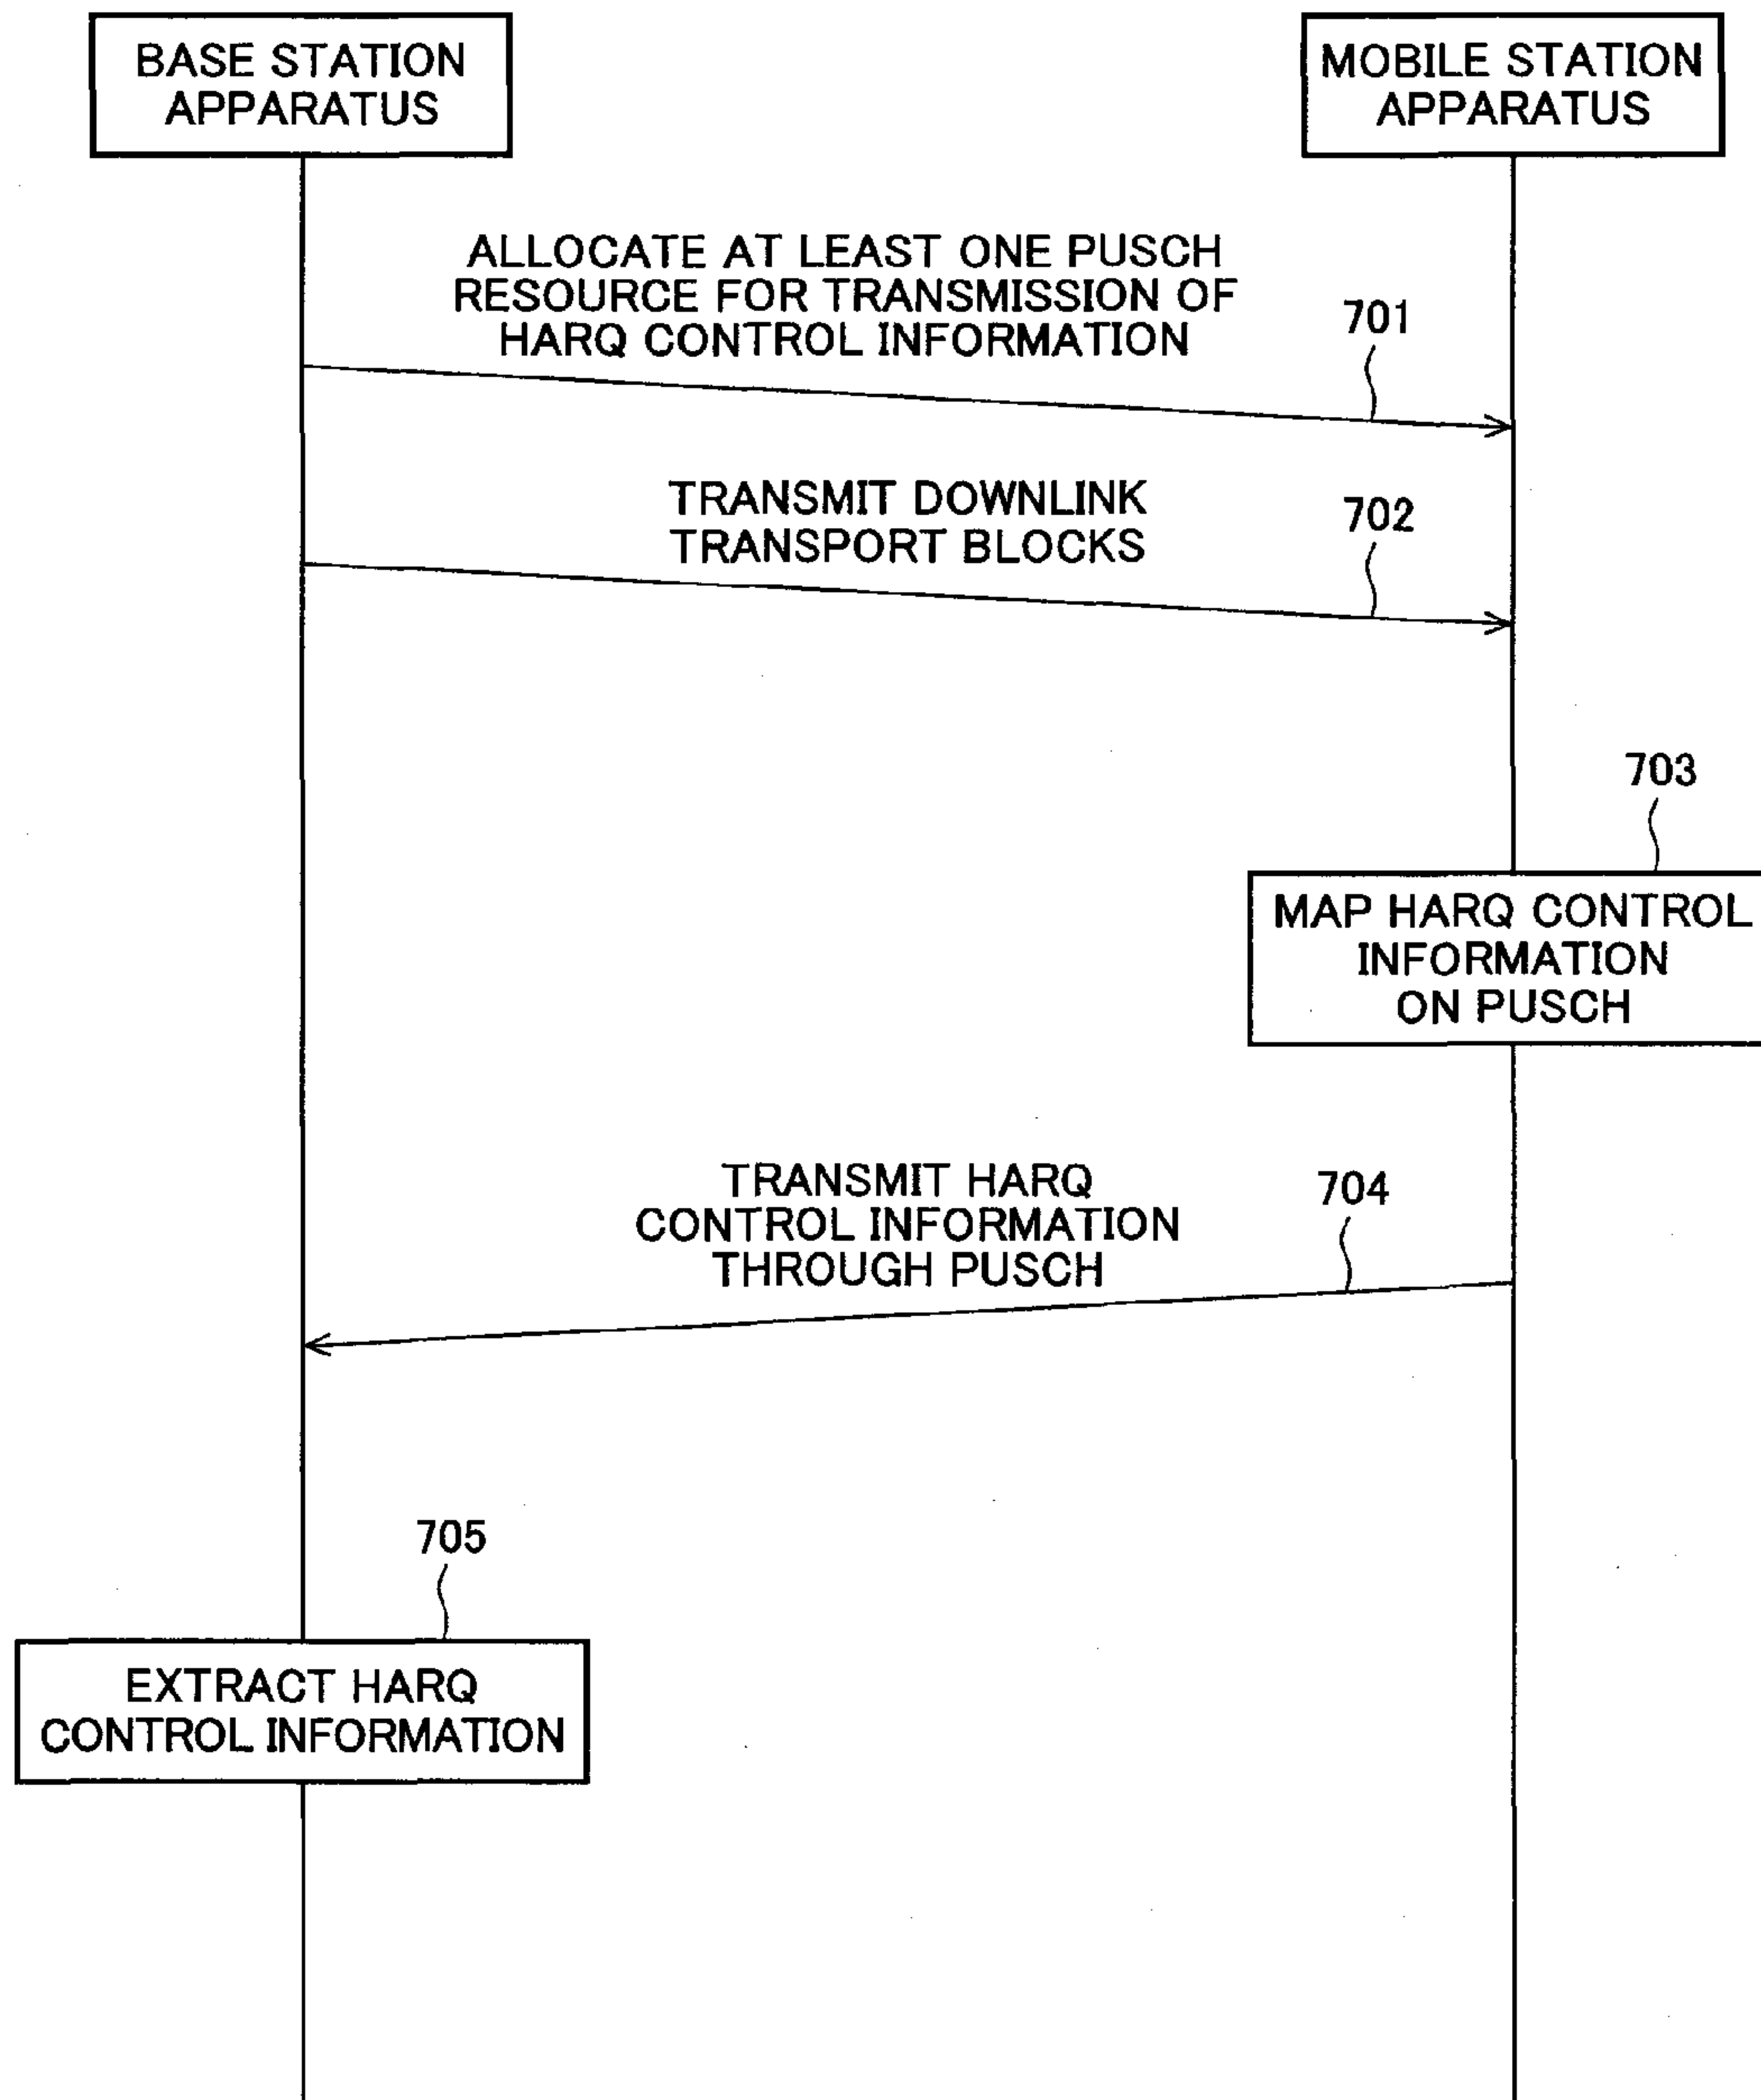 BASE STATION
APPARATUS
MOBILE STATION
APPARATUS
ALLOCATE AT LEAST ONE PUSCH
RESOURCE FOR TRANSMISSION OF
HARQ CONTROL INFORMATION
701
TRANSMIT DOWNLINK
TRANSPORT BLOCKS
702
703
MAP HARQ CONTROL
INFORMATION
ON PUSCH
TRANSMIT HARQ
CONTROL INFORMATION
THROUGH PUSCH
704
705
EXTRACT HARQ
CONTROL INFORMATION